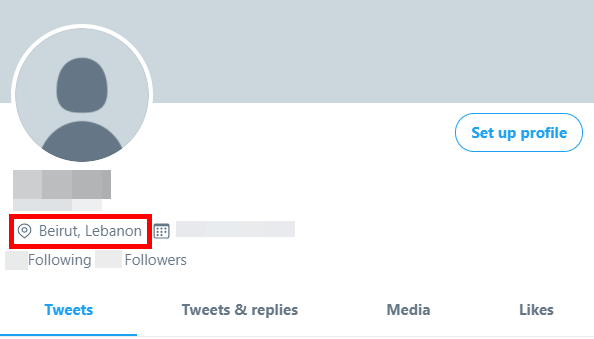 Set up profile
Beirut, Lebanon
Following Followers
Tweets Tweets & replies Media Likes